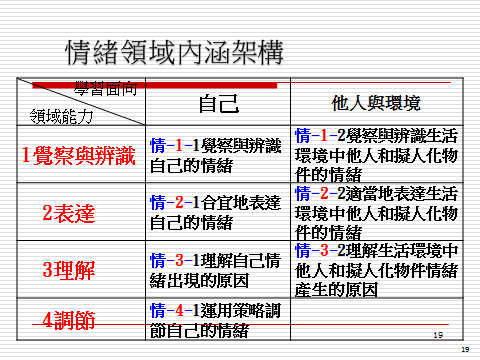 情緒領域內涵架構
學習面向
領域能力
自己
他人與環境
1覺察與辨識
情-1-1覺察與辨識
自己的情緒
情-1-2覺察與辨識生活
環境中他人和擬人化物
件的情緒
2表達
情-2-1合宜地表達
自己的情緒
情-2-2適當地表達生活
環境中他人和擬人化物
件的情緒
3理解
情-3-1理解自己情
緒出現的原因
情-3-2理解生活環境中
他人和擬人化物件情緒
產生的原因
4調節
情-4-1運用策略調
節自己的情緒
19
19